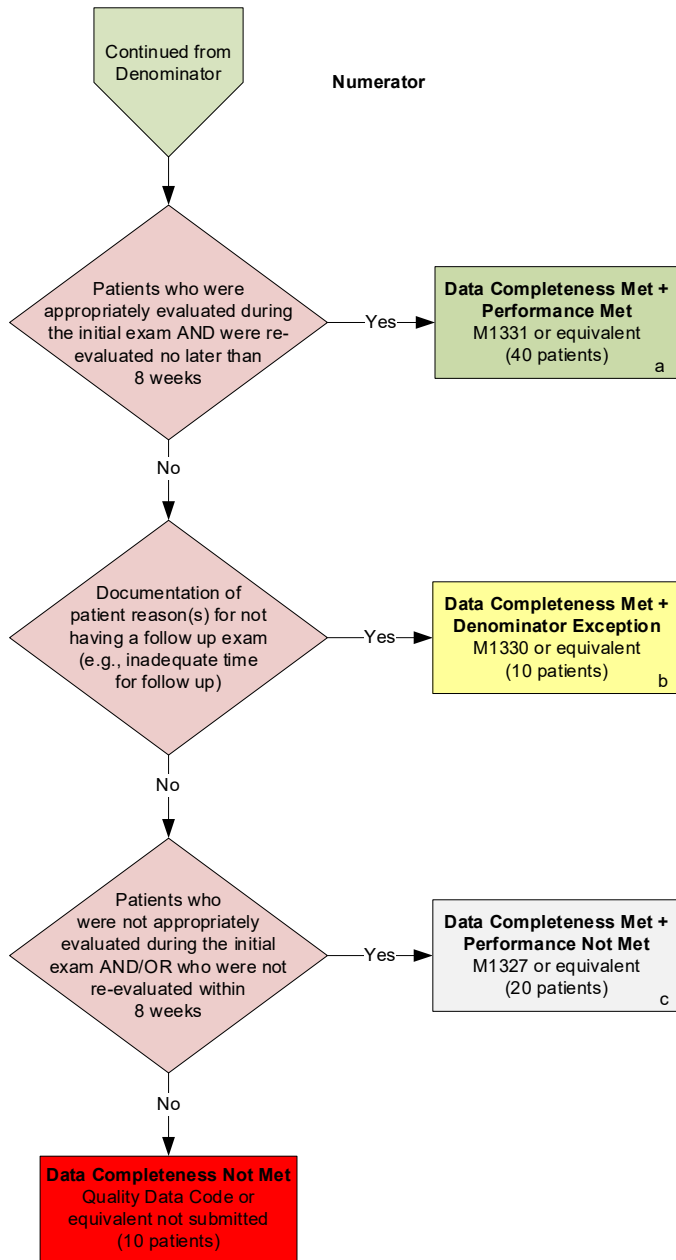 Continued from
Denominator
Numerator
Patients who were
appropriately evaluated during
the initial exam AND were re-
evaluated no later than
8 weeks
Yes
Data Completeness Met +
Performance Met
M1331 or equivalent
(40 patients)
a
No
Documentation of
patient reason(s) for not
having a follow up exam
(e.g., inadequate time
for follow up)
Yes
Data Completeness Met +
Denominator Exception
M1330 or equivalent
(10 patients)
b
No
Patients who
were not appropriately
evaluated during the initial
exam AND/OR who were not
re-evaluated within
8 weeks
Yes
Data Completeness Met +
Performance Not Met
M1327 or equivalent
(20 patients)
c
No
Data Completeness Not Met
Quality Data Code or
equivalent not submitted
(10 patients)